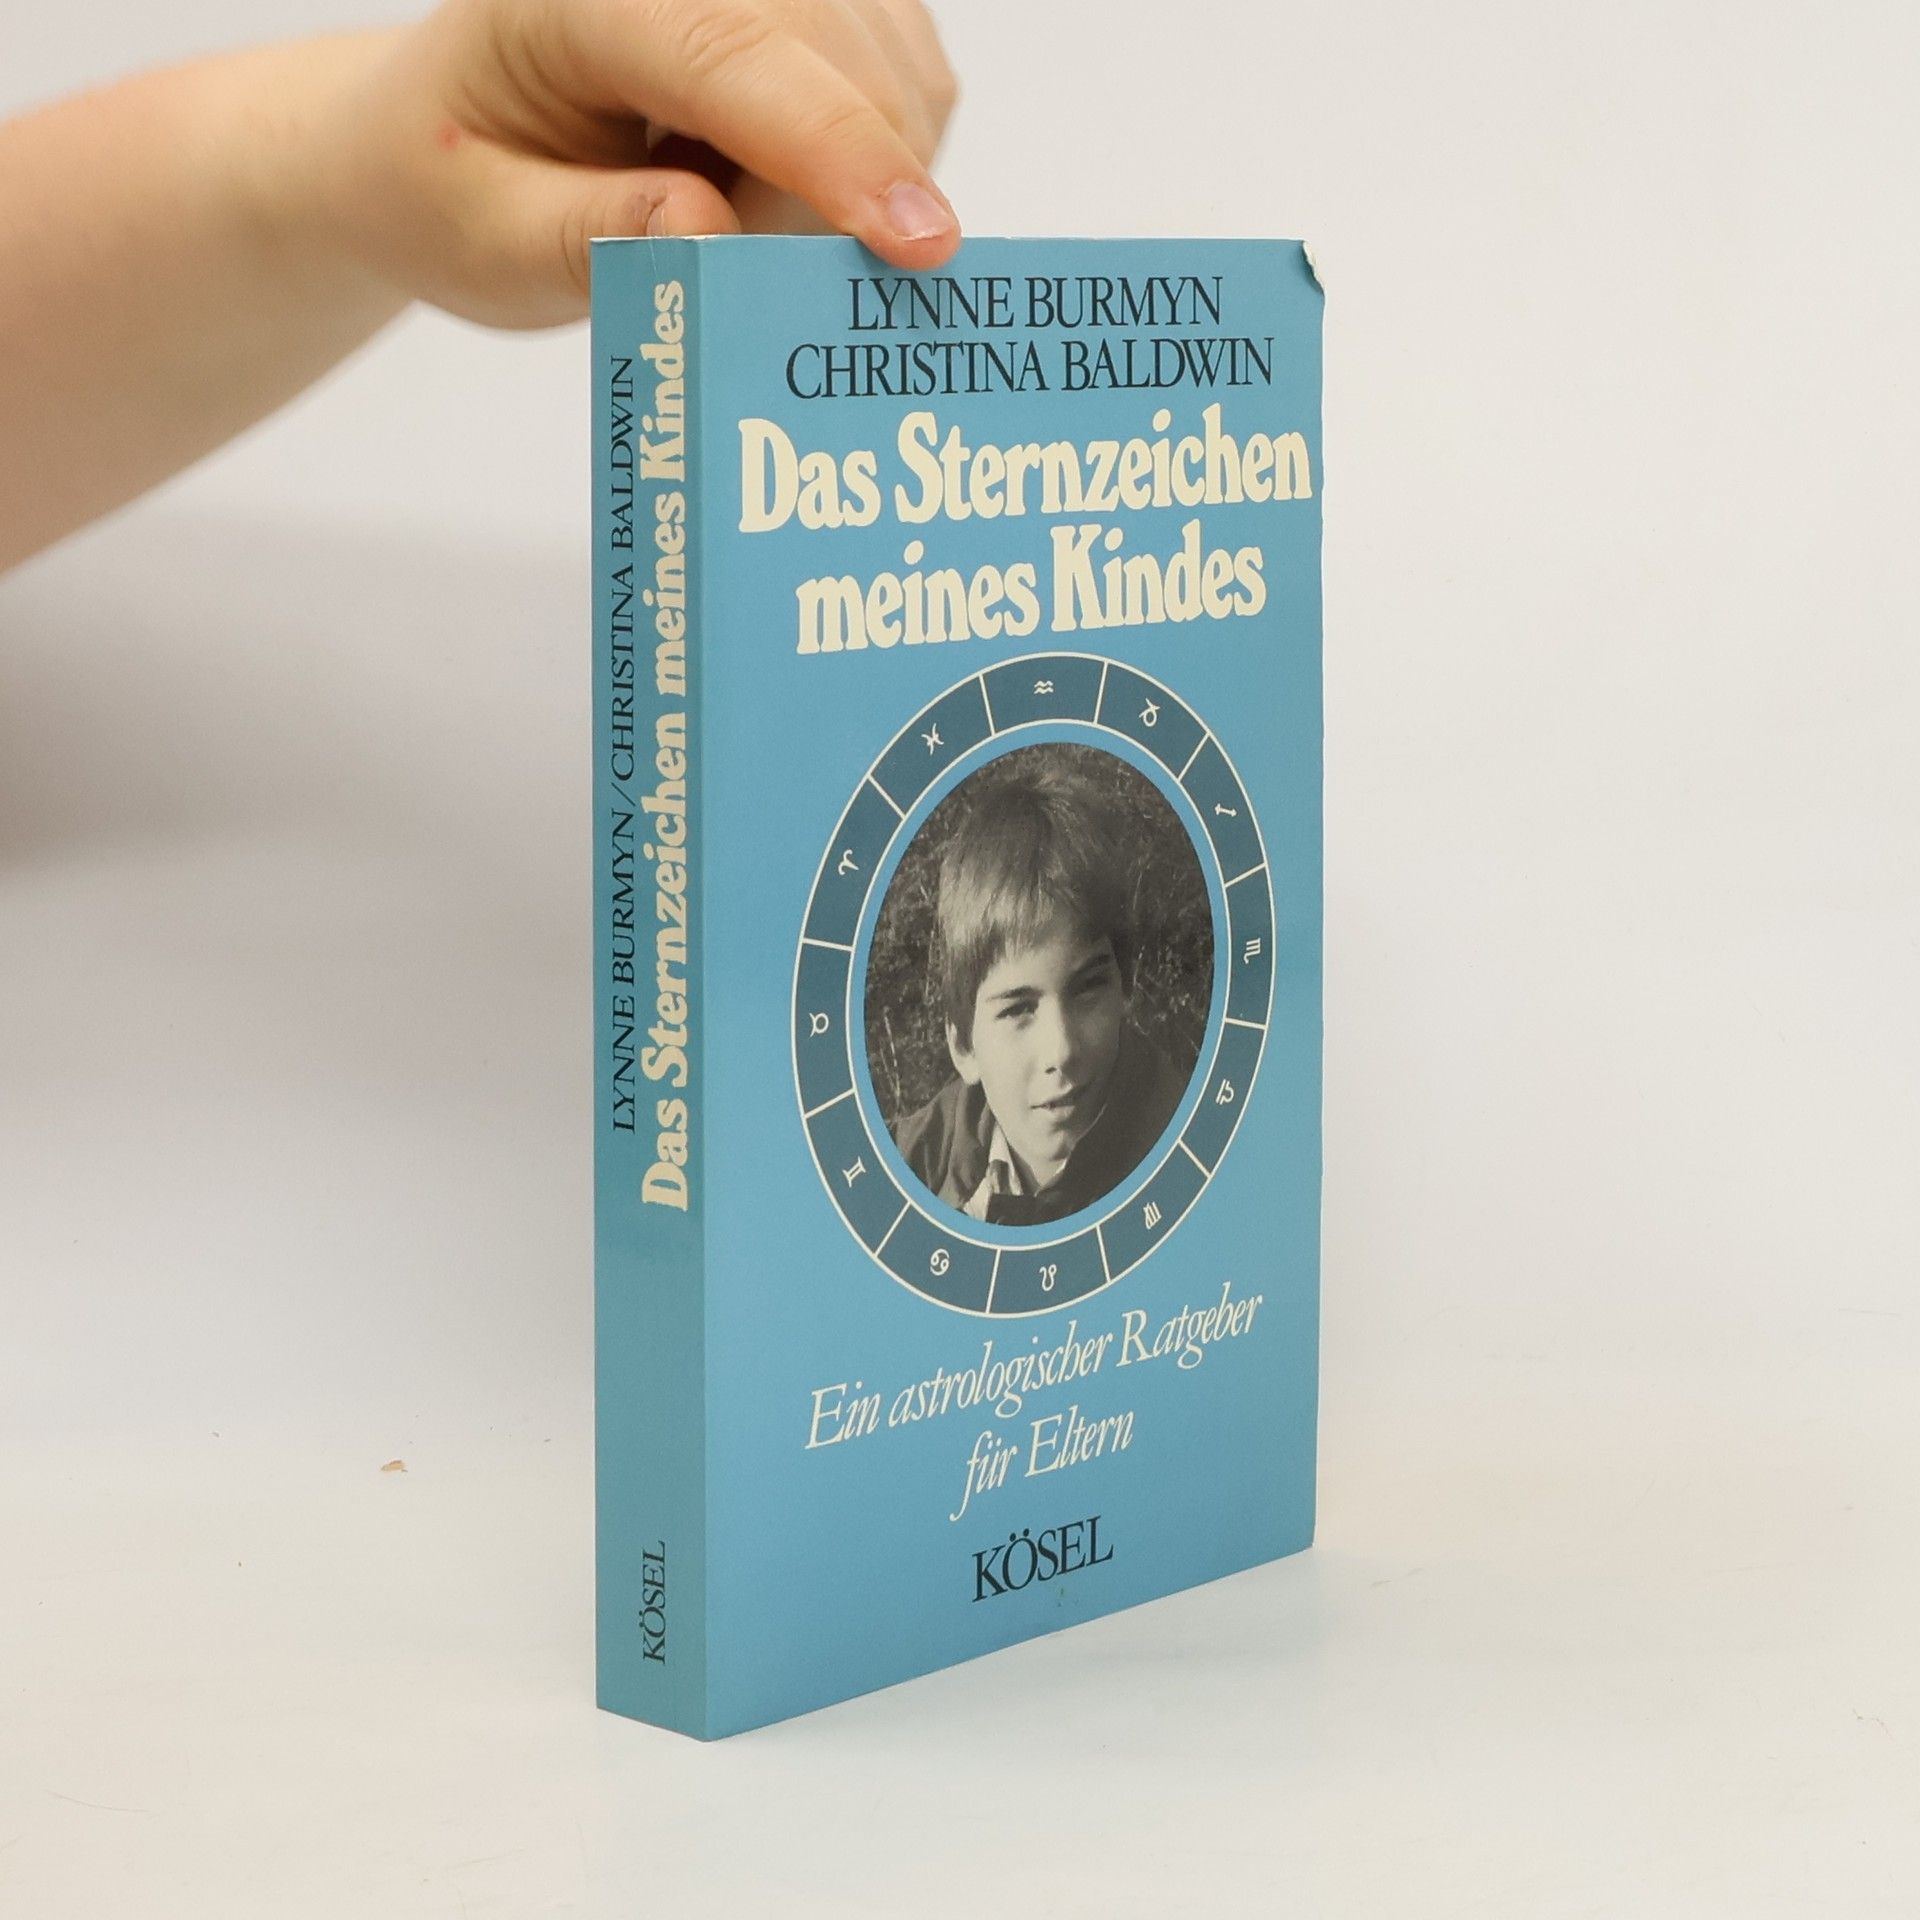 LYNNE BURMYN
CHRISTINA BALDWIN
Das Sternzeichen
meines Kindes
Ein astrologischer Ratgeber
für Eltern
KÖSEL
LYNNE BURMYN/CHRISTINA BALDWIN
Das Sternzeichen meines Kindes
KÖSEL